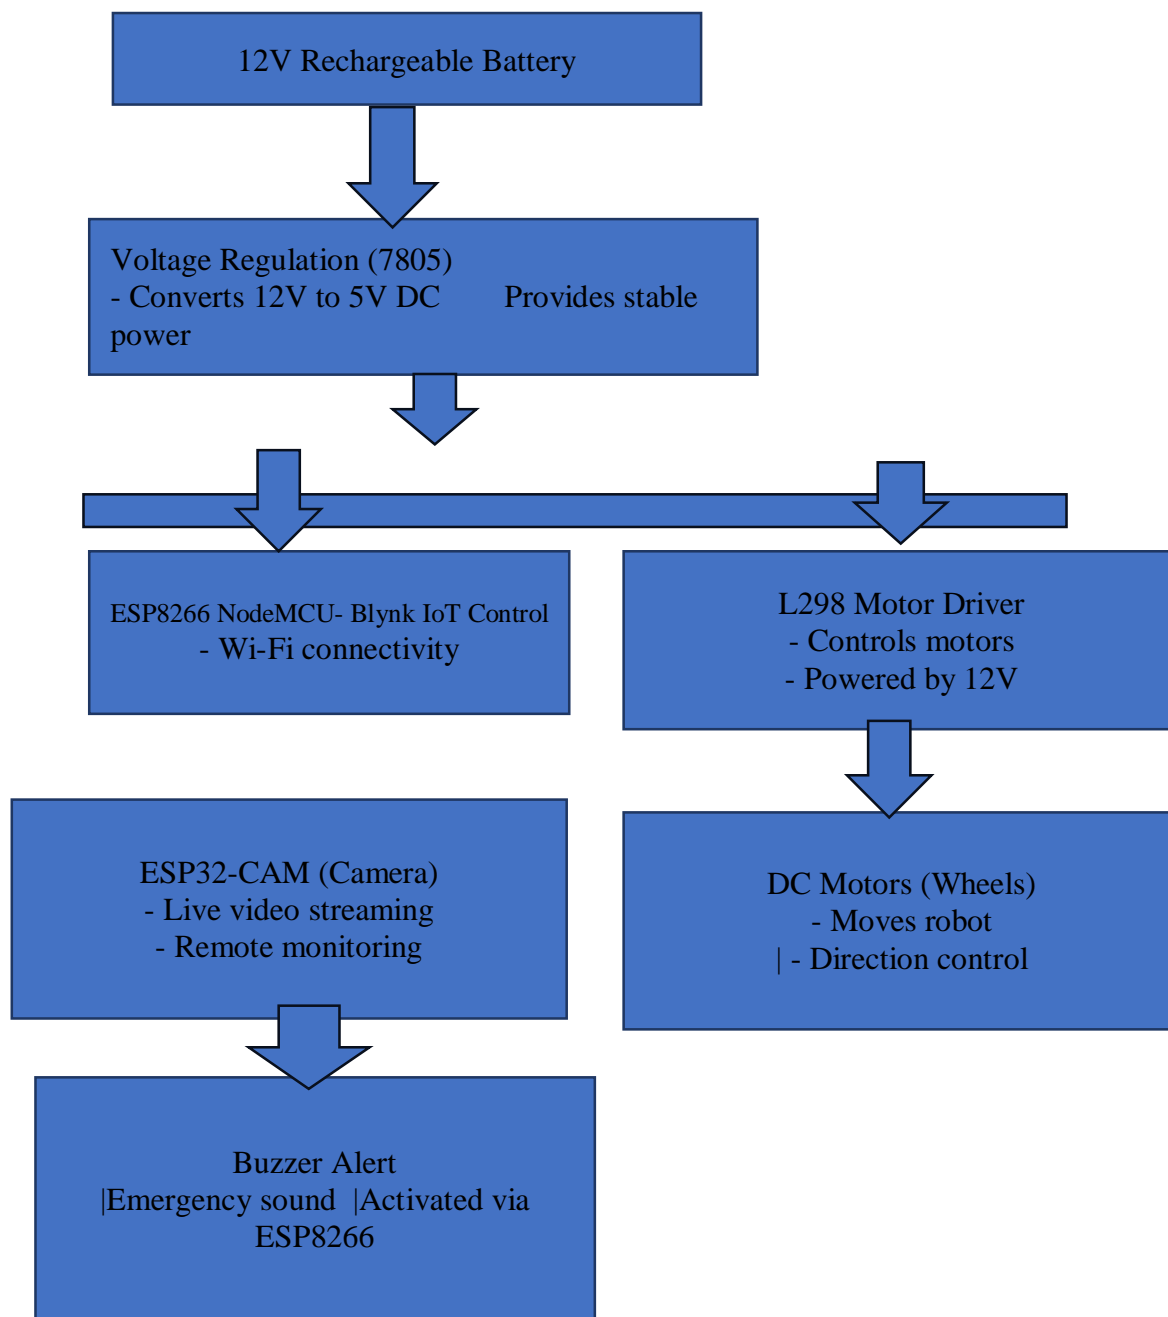 12V Rechargeable Battery
Voltage Regulation (7805)
- Converts 12V to 5V DC Provides stable
power
ESP8266 NodeMCU- Blynk IoT Control
- Wi-Fi connectivity
L298 Motor Driver
- Controls motors
- Powered by 12V
ESP32-CAM (Camera)
- Live video streaming
- Remote monitoring
DC Motors (Wheels)
- Moves robot
| - Direction control
Buzzer Alert
|Emergency sound |Activated via
ESP8266